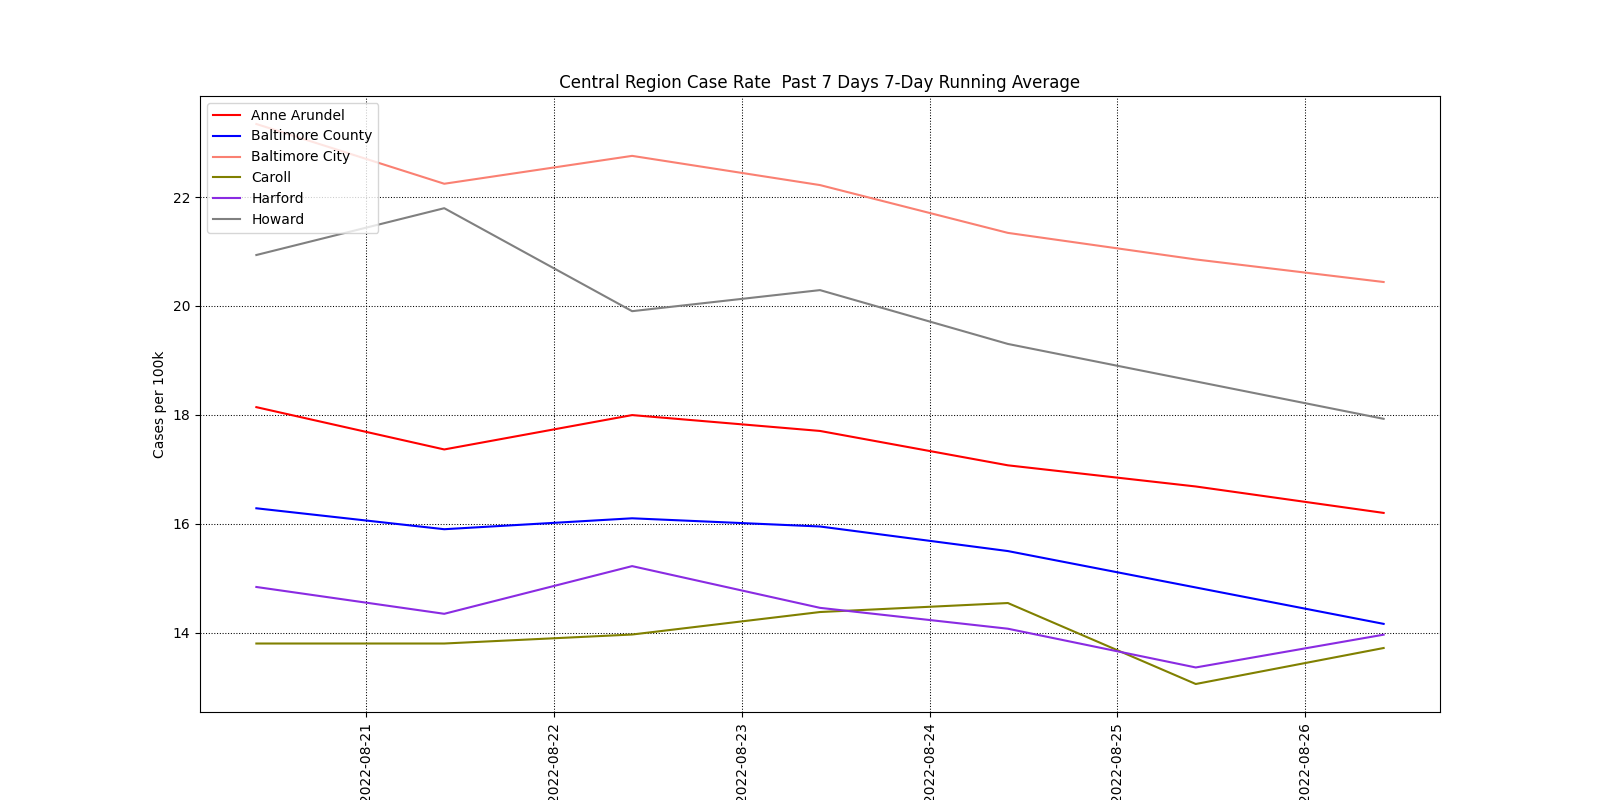 Central Region Case Rate  Past 7 Days 7-Day Running Average
Anne Arundel
Baltimore County
Baltimore City
Caroll
Harford
Howard
Cases per 100k
22
20
18
16
14
2022-08-21
2022-08-22
2022-08-23
2022-08-24
2022-08-25
2022-08-26